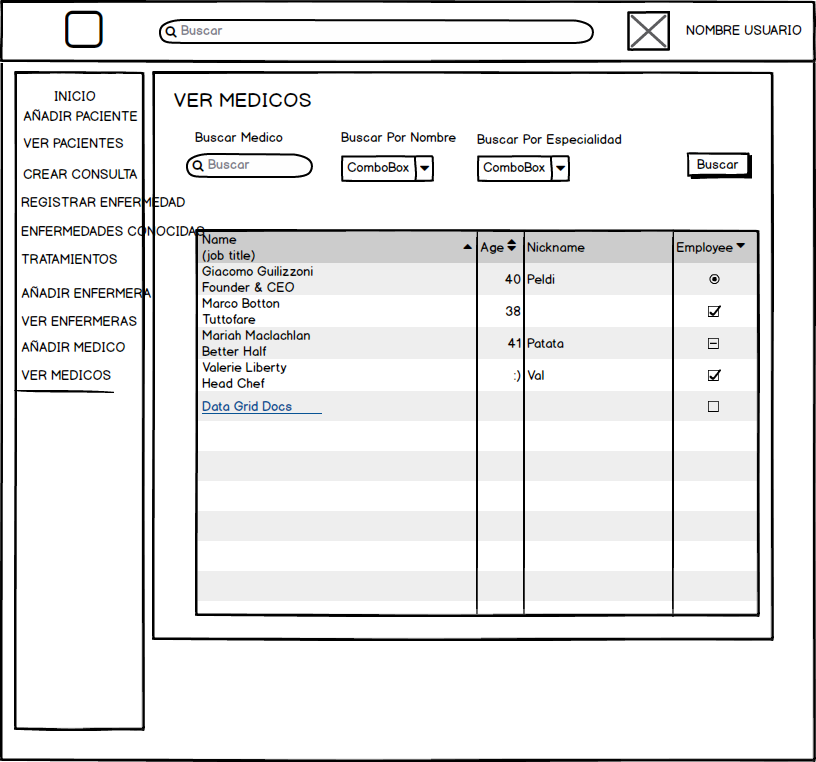 Buscar
NOMBRE USUARIO
INICIO
AÑADIR PACIENTE
VER PACIENTES
CREAR CONSULTA
REGISTRAR ENFERMEDAD
ENFERMEDADES CONOCIDAS
TRATAMIENTOS
AÑADIR ENFERMERA
VER ENFERMERAS
AÑADIR MEDICO
VER MEDICOS
VER MEDICOS
Buscar Medico
Buscar Por Nombre
Buscar Por Especialidad
Buscar
ComboBox
ComboBox
Buscar
Name
(job title)
Age
Nickname
Employee
Giacomo Guilizzoni
Founder & CEO
40
Peldi
Marco Botton
Tuttofare
38
Mariah Maclachlan
Better Half
41
Patata
Valerie Liberty
Head Chef
:)
Val
Data Grid Docs